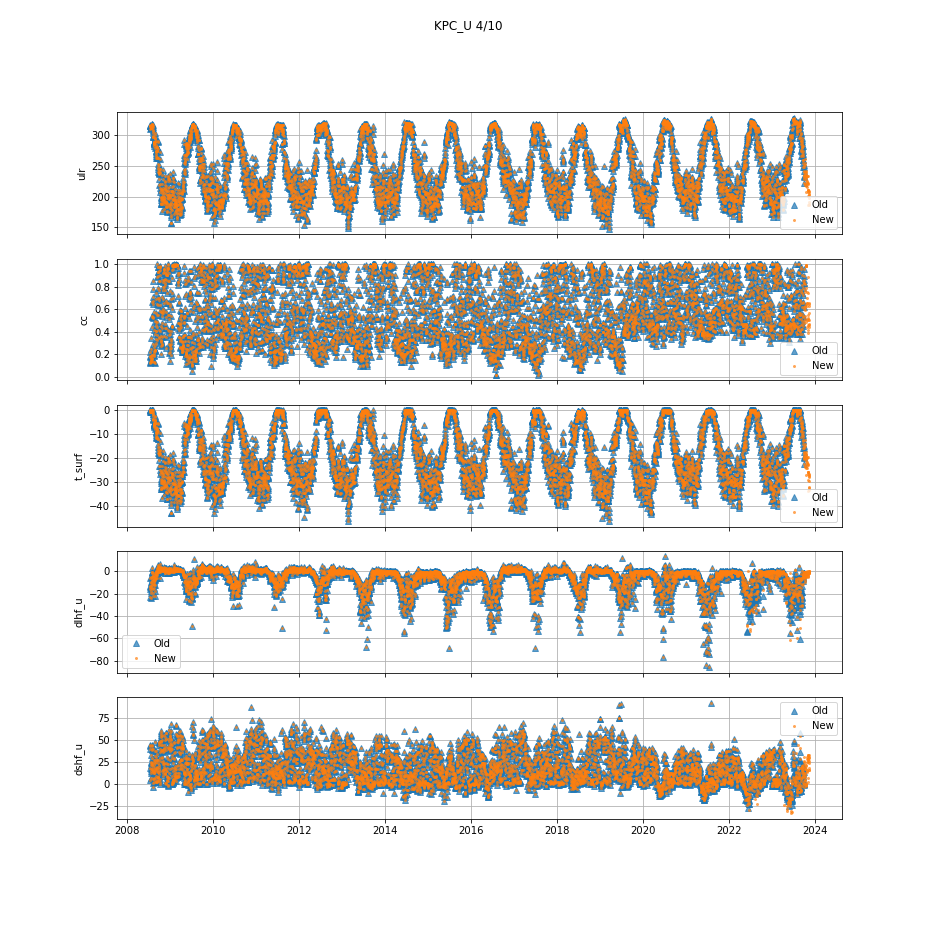 KPC_U 4/10
ulr
300
250
200
150
Old
New
cc
1.0
0.8
0.6
0.4
0.2
0.0
Old
New
t_surf
0
−10
−20
−30
−40
Old
New
dlhf_u
0
−20
−40
−60
−80
Old
New
dshf_u
75
50
25
0
−25
Old
New
2008 2010 2012 2014 2016 2018 2020 2022 2024